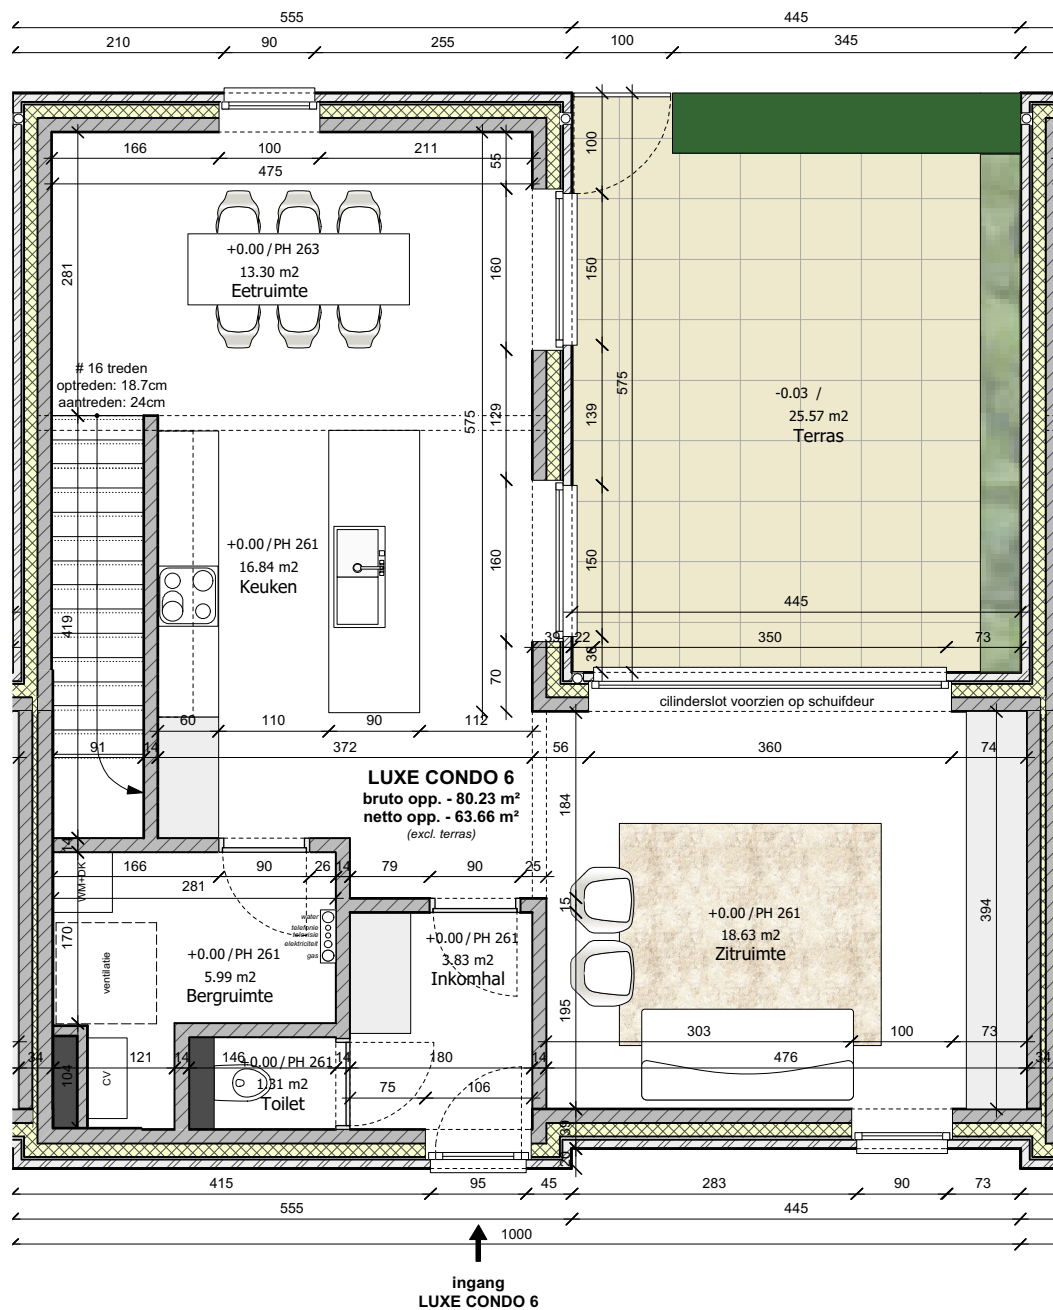 555
445
210
90
255
100
345
166
100
211
55
475
100
281
+0.00 / PH 263
13.30 m2
Eetruimte
160
150
# 16 treden
optreden: 18.7cm
aantreden: 24cm
575
129
139
575
-0.03 /
25.57 m2
Terras
+0.00 / PH 261
16.84 m2
Keuken
160
150
419
445
39
22
350
73
36
70
cilinderslot voorzien op schuifdeur
60
110
90
112
91
14
372
56
360
74
LUXE CONDO 6
bruto opp. - 80.23 m²
netto opp. - 63.66 m²
(excl. terras)
184
14
WM+DK
166
90
26
14
79
90
25
281
15
394
water
telefonie
televisie
elektriciteit
gas
170
ventilatie
+0.00 / PH 261
5.99 m2
Bergruimte
+0.00 / PH 261
3.83 m2
Inkomhal
+0.00 / PH 261
18.63 m2
Zitruimte
195
303
100
73
34
121
14
146
14
180
14
476
34
104
CV
+0.00 / PH 261
1.31 m2
Toilet
75
106
39
20
415
95
45
283
90
73
555
445
1000
ingang
LUXE CONDO 6